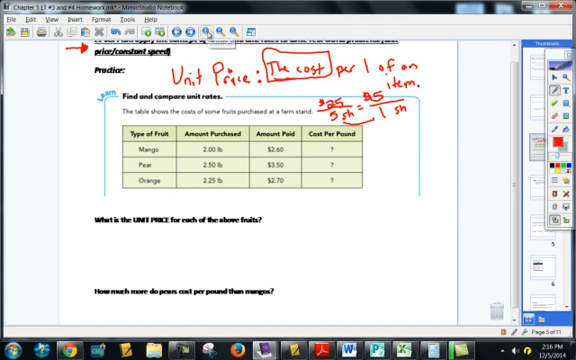 Chapter 5 LT #3 and #4 Homework.ink* - MimioStudio Notebook
File Edit View Insert Format Tools Help
price/constant speed)
Practice:
Unit Price: The cost per 1 of an
item.
Learn
Find and compare unit rates.
The table shows the costs of some fruits purchased at a farm stand.
$25 / 5 sh = $5 / 1 sh
Type of Fruit Amount Purchased Amount Paid Cost Per Pound
Mango 2.00 lb $2.60 ?
Pear 2.50 lb $3.50 ?
Orange 2.25 lb $2.70 ?
What is the UNIT PRICE for each of the above fruits?
How much more do pears cost per pound than mangos?
Thumbnails
5
6
Page 3 of 11
2:16 PM
12/5/2014